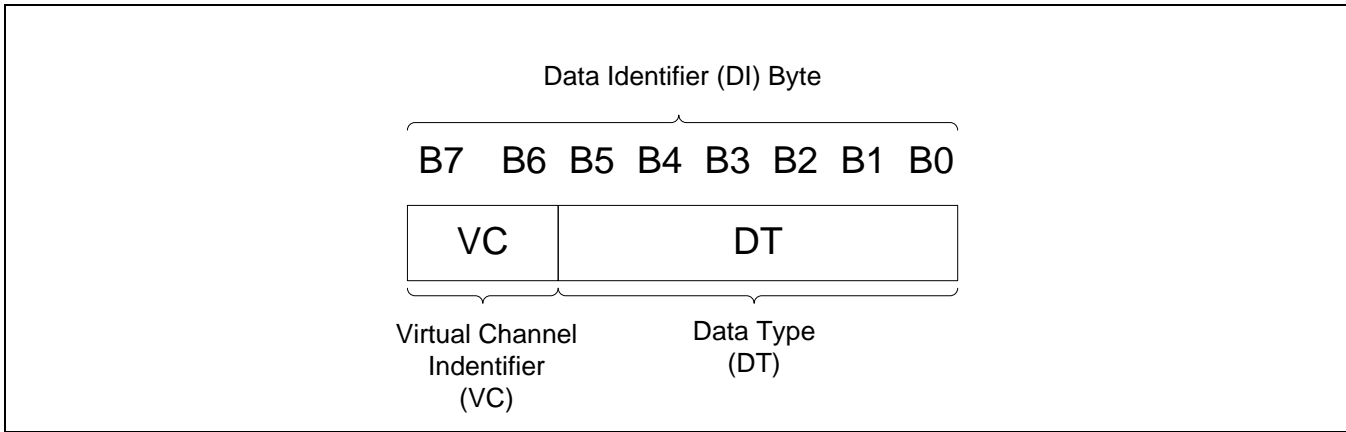 Data Identifier (DI) Byte
B7 B6 B5 B4 B3 B2 B1 B0
VC DT
Virtual Channel
Indentifier
(VC)
Data Type
(DT)